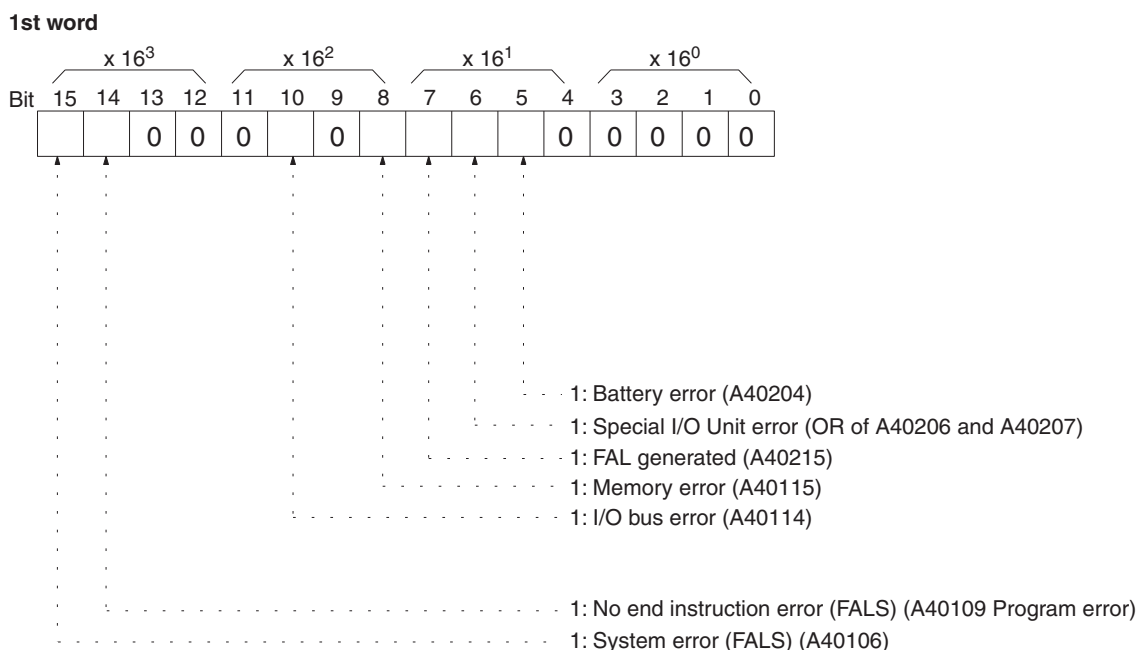 1st word
x 16³ x 16² x 16¹ x 16⁰
Bit 15 14 13 12 11 10 9 8 7 6 5 4 3 2 1 0
0 0 0 0 0 0 0 0 0
1: Battery error (A40204)
1: Special I/O Unit error (OR of A40206 and A40207)
1: FAL generated (A40215)
1: Memory error (A40115)
1: I/O bus error (A40114)
1: No end instruction error (FALS) (A40109 Program error)
1: System error (FALS) (A40106)